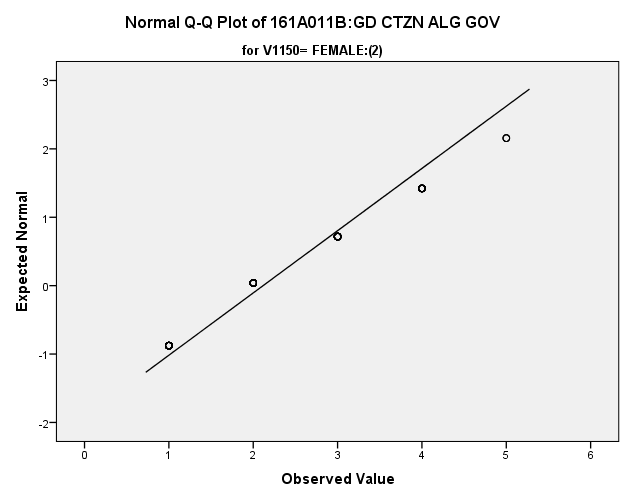 Normal Q-Q Plot of 161A011B:GD CTZN ALG GOV
for V1150= FEMALE:(2)
Expected Normal
3
2
1
0
-1
-2
0 1 2 3 4 5 6
Observed Value